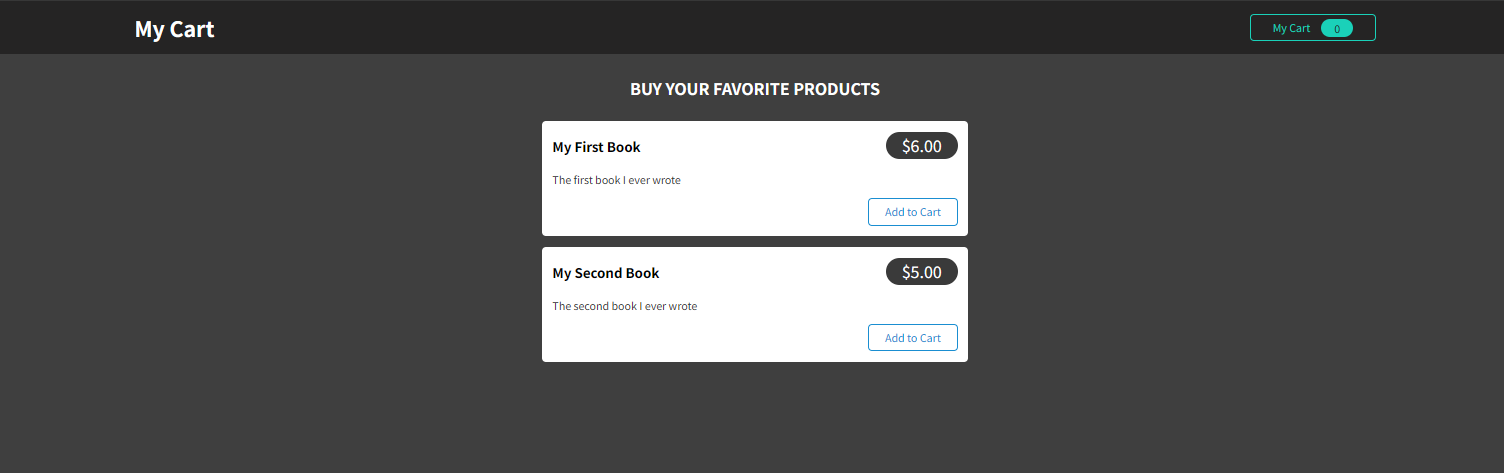 My Cart
My Cart 0
BUY YOUR FAVORITE PRODUCTS
My First Book
$6.00
The first book I ever wrote
Add to Cart
My Second Book
$5.00
The second book I ever wrote
Add to Cart